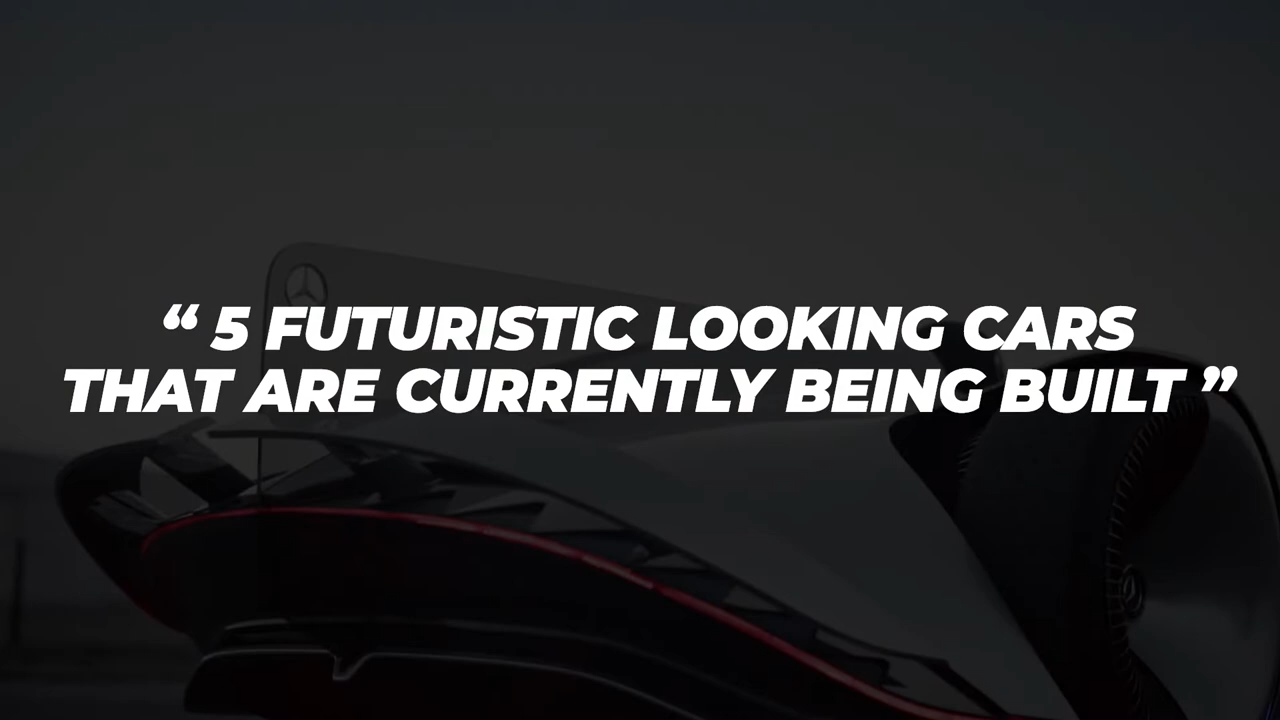 “ 5 FUTURISTIC LOOKING CARS
THAT ARE CURRENTLY BEING BUILT ”